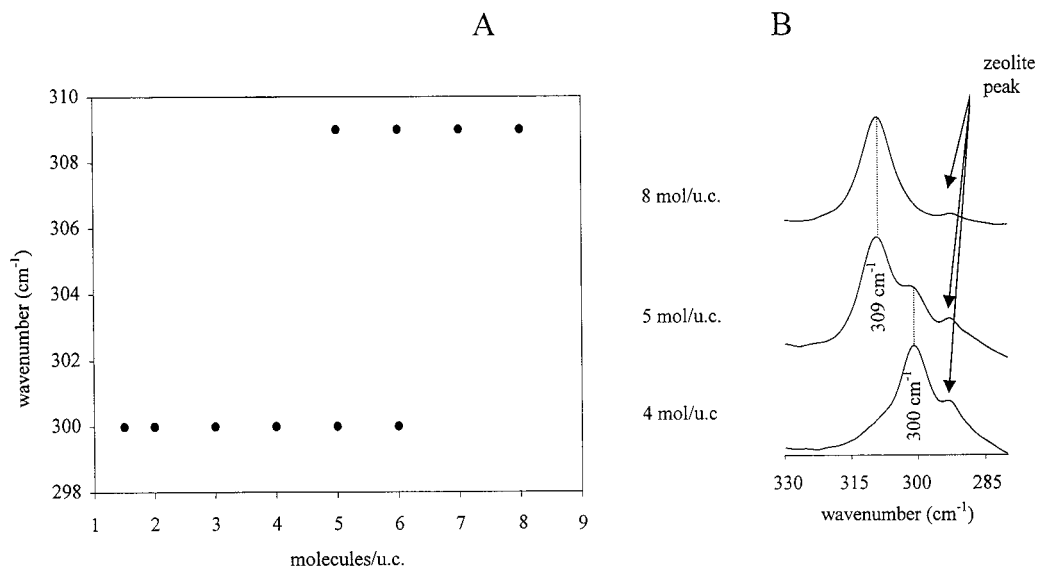 A
310
308
306
304
302
300
298
wavenumber (cm⁻¹)
1 2 3 4 5 6 7 8 9
molecules/u.c.
B
zeolite
peak
8 mol/u.c.
5 mol/u.c.
4 mol/u.c
309 cm⁻¹
300 cm⁻¹
330 315 300 285
wavenumber (cm⁻¹)